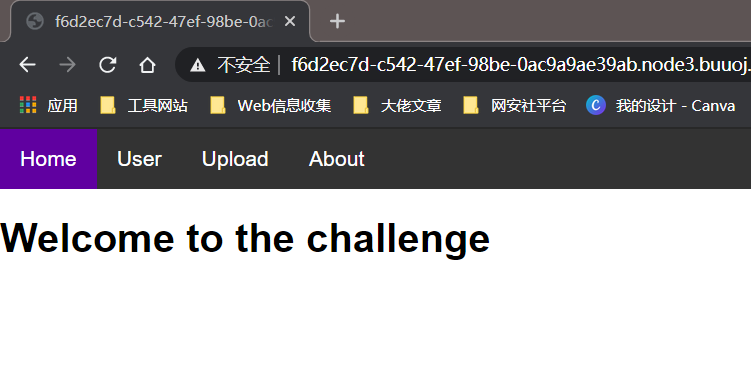 f6d2ec7d-c542-47ef-98be-0ac
不安全 f6d2ec7d-c542-47ef-98be-0ac9a9ae39ab.node3.buuoj.
应用 工具网站 Web信息收集 大佬文章 网安社平台 我的设计 - Canva
Home User Upload About
Welcome to the challenge